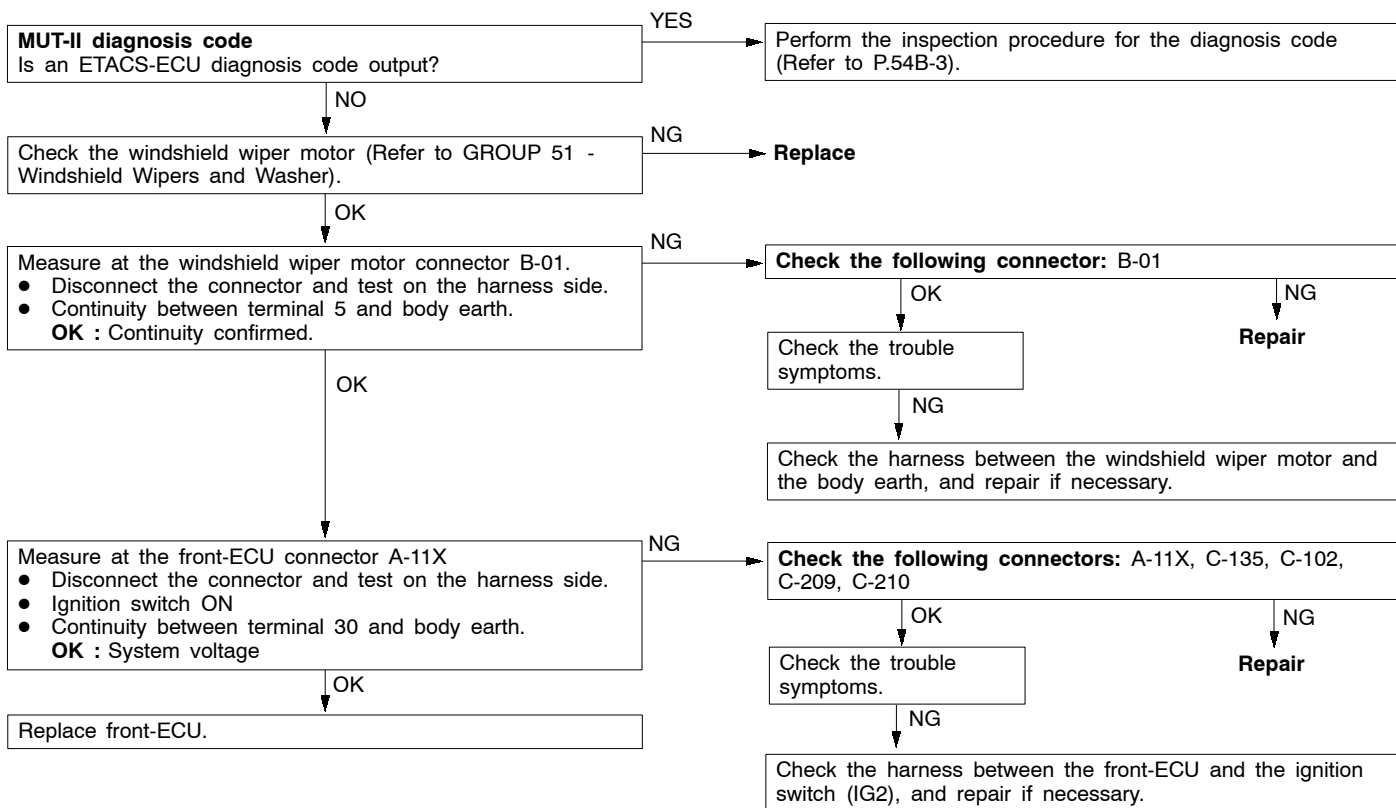 MUT-II diagnosis code
Is an ETACS-ECU diagnosis code output?
YES
Perform the inspection procedure for the diagnosis code
(Refer to P.54B-3).
NO
Check the windshield wiper motor (Refer to GROUP 51 -
Windshield Wipers and Washer).
NG
Replace
OK
Measure at the windshield wiper motor connector B-01.
● Disconnect the connector and test on the harness side.
● Continuity between terminal 5 and body earth.
OK : Continuity confirmed.
NG
Check the following connector: B-01
OK
NG
Repair
Check the trouble
symptoms.
NG
Check the harness between the windshield wiper motor and
the body earth, and repair if necessary.
OK
Measure at the front-ECU connector A-11X
● Disconnect the connector and test on the harness side.
● Ignition switch ON
● Continuity between terminal 30 and body earth.
OK : System voltage
NG
Check the following connectors: A-11X, C-135, C-102,
C-209, C-210
OK
NG
Repair
Check the trouble
symptoms.
NG
Check the harness between the front-ECU and the ignition
switch (IG2), and repair if necessary.
OK
Replace front-ECU.